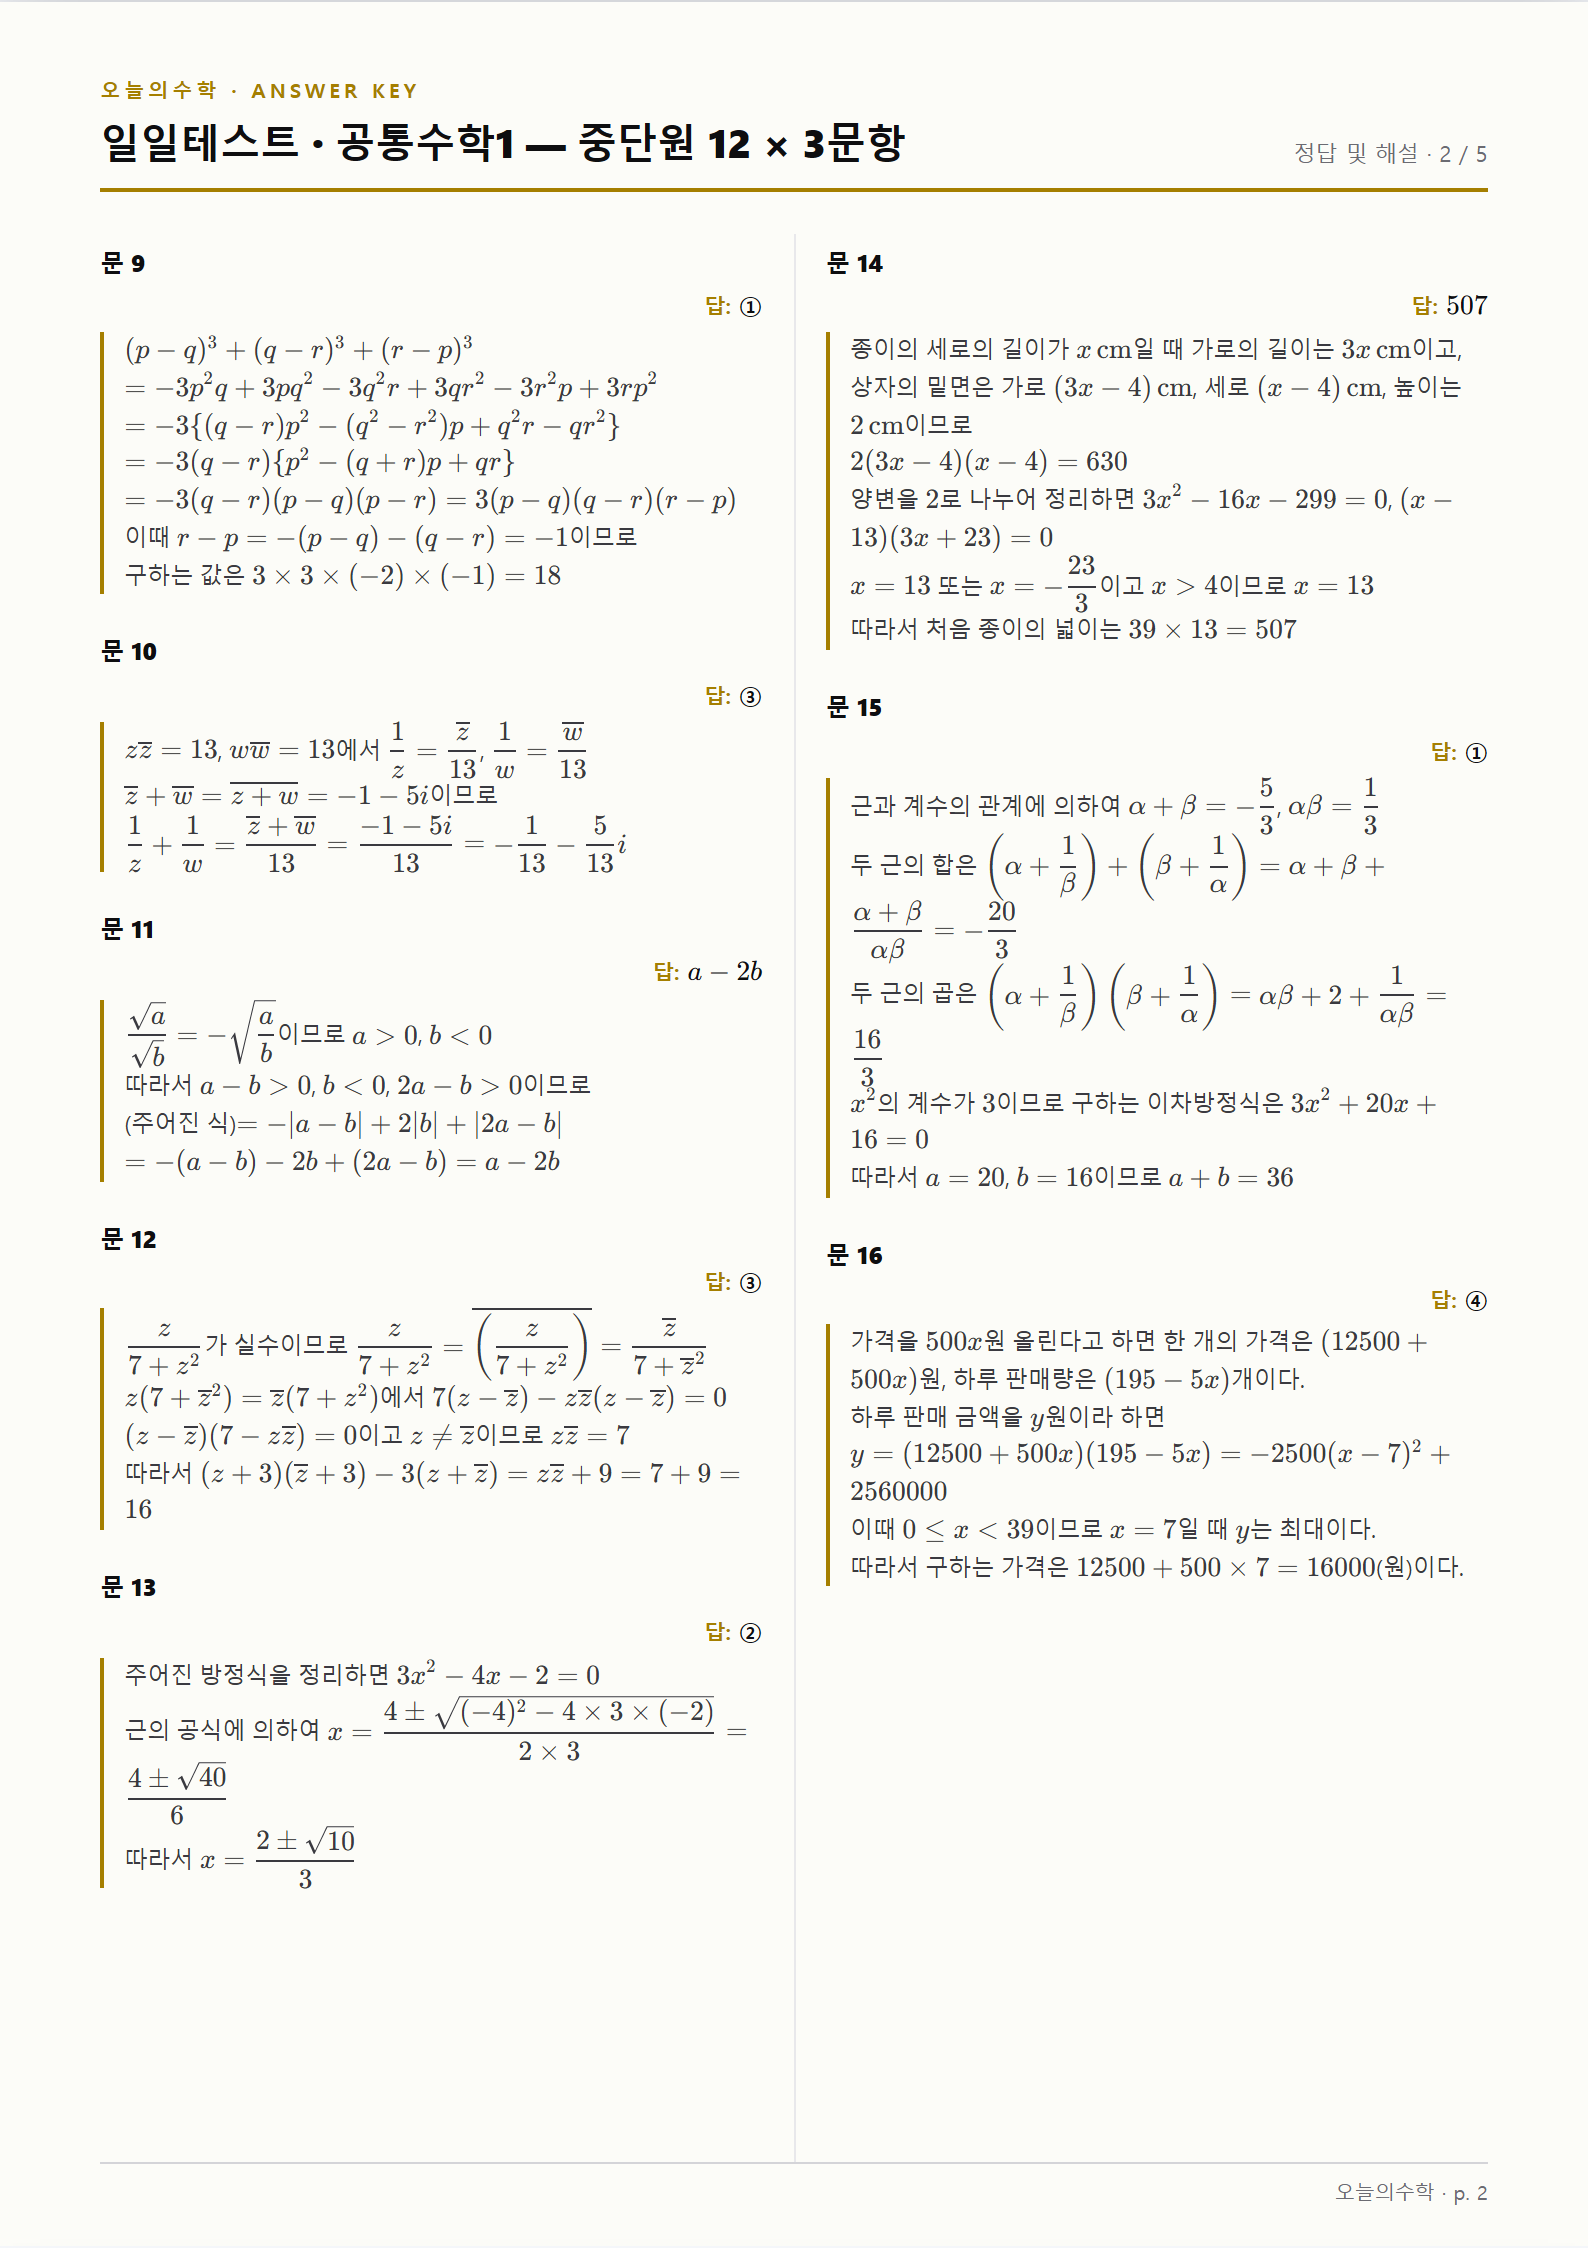 오늘의수학 · ANSWER KEY
일일테스트 · 공통수학1 — 중단원 12 × 3문항
정답 및 해설 · 2 / 5
문 9
답: ①
(p − q)³ + (q − r)³ + (r − p)³
= −3p²q + 3pq² − 3q²r + 3qr² − 3r²p + 3rp²
= −3{(q − r)p² − (q² − r²)p + q²r − qr²}
= −3(q − r){p² − (q + r)p + qr}
= −3(q − r)(p − q)(p − r) = 3(p − q)(q − r)(r − p)
이때 r − p = −(p − q) − (q − r) = −1이므로
구하는 값은 3 × 3 × (−2) × (−1) = 18
문 10
답: ③
z z̅ = 13, w w̅ = 13에서 1/z = z̅/13, 1/w = w̅/13
z̅ + w̅ = \overline{z + w} = −1 − 5i이므로
1/z + 1/w = (z̅ + w̅)/13 = (−1 − 5i)/13 = −1/13 − 5/13 i
문 11
답: a − 2b
√a/√b = −√(a/b)이므로 a > 0, b < 0
따라서 a − b > 0, b < 0, 2a − b > 0이므로
(주어진 식)= −|a − b| + 2|b| + |2a − b|
= −(a − b) − 2b + (2a − b) = a − 2b
문 12
답: ③
z/(7 + z²)가 실수이므로 z/(7 + z²) = \overline{(z/(7 + z²))} = z̅/(7 + z̅²)
z(7 + z̅²) = z̅(7 + z²)에서 7(z − z̅) − z z̅(z − z̅) = 0
(z − z̅)(7 − z z̅) = 0이고 z ≠ z̅이므로 z z̅ = 7
따라서 (z + 3)(z̅ + 3) − 3(z + z̅) = z z̅ + 9 = 7 + 9 =
16
문 13
답: ②
주어진 방정식을 정리하면 3x² − 4x − 2 = 0
근의 공식에 의하여 x = (4 ± √((−4)² − 4 × 3 × (−2)))/(2 × 3) =
(4 ± √40)/6
따라서 x = (2 ± √10)/3
문 14
답: 507
종이의 세로의 길이가 x cm일 때 가로의 길이는 3x cm이고,
상자의 밑면은 가로 (3x − 4) cm, 세로 (x − 4) cm, 높이는
2 cm이므로
2(3x − 4)(x − 4) = 630
양변을 2로 나누어 정리하면 3x² − 16x − 299 = 0, (x −
13)(3x + 23) = 0
x = 13 또는 x = −23/3이고 x > 4이므로 x = 13
따라서 처음 종이의 넓이는 39 × 13 = 507
문 15
답: ①
근과 계수의 관계에 의하여 α + β = −5/3, αβ = 1/3
두 근의 합은 (α + 1/β) + (β + 1/α) = α + β +
(α + β)/αβ = −20/3
두 근의 곱은 (α + 1/β)(β + 1/α) = αβ + 2 + 1/αβ =
16/3
x²의 계수가 3이므로 구하는 이차방정식은 3x² + 20x +
16 = 0
따라서 a = 20, b = 16이므로 a + b = 36
문 16
답: ④
가격을 500x원 올린다고 하면 한 개의 가격은 (12500 +
500x)원, 하루 판매량은 (195 − 5x)개이다.
하루 판매 금액을 y원이라 하면
y = (12500 + 500x)(195 − 5x) = −2500(x − 7)² +
2560000
이때 0 ≤ x < 39이므로 x = 7일 때 y는 최대이다.
따라서 구하는 가격은 12500 + 500 × 7 = 16000(원)이다.
오늘의수학 · p. 2